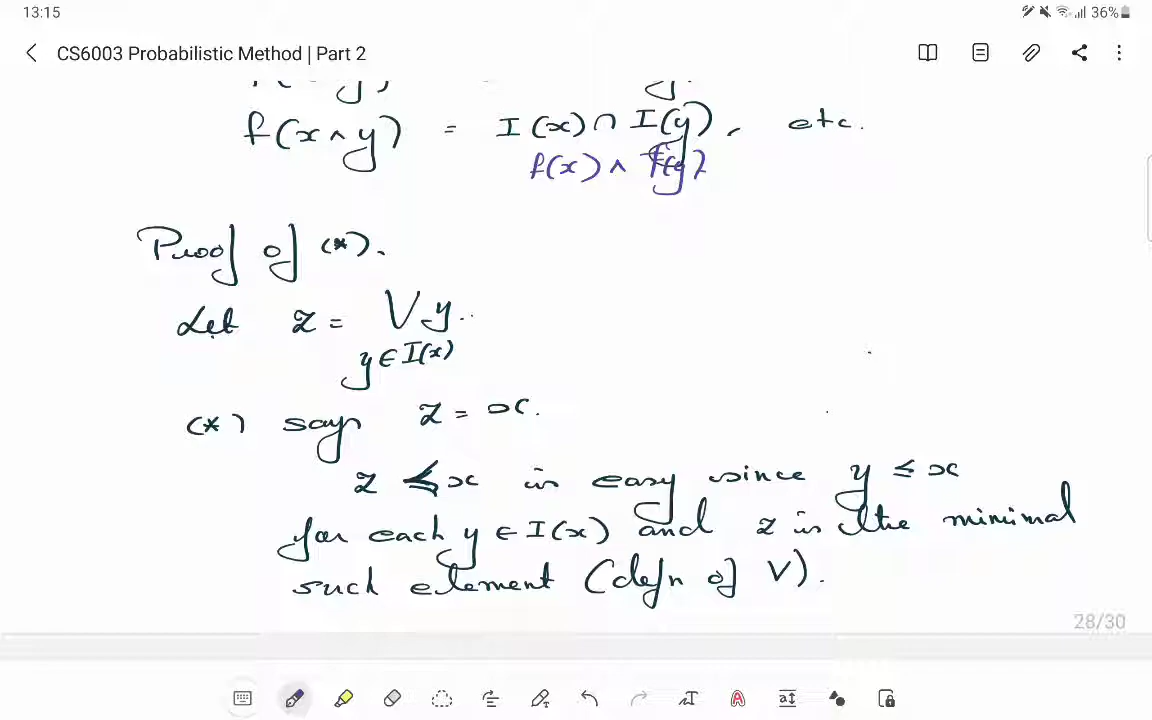 13:15
36%
CS6003 Probabilistic Method | Part 2
f(x∧y) = I(x)∩ I(y), etc.
f(x) ∧ f(y)
Proof of (*).
Let z = ⋁ y.
y∈I(x)
(*) says z = x.
z ≤ x is easy since y ≤ x
for each y ∈ I(x) and z is the minimal
such element (defn of ∨).
28/30